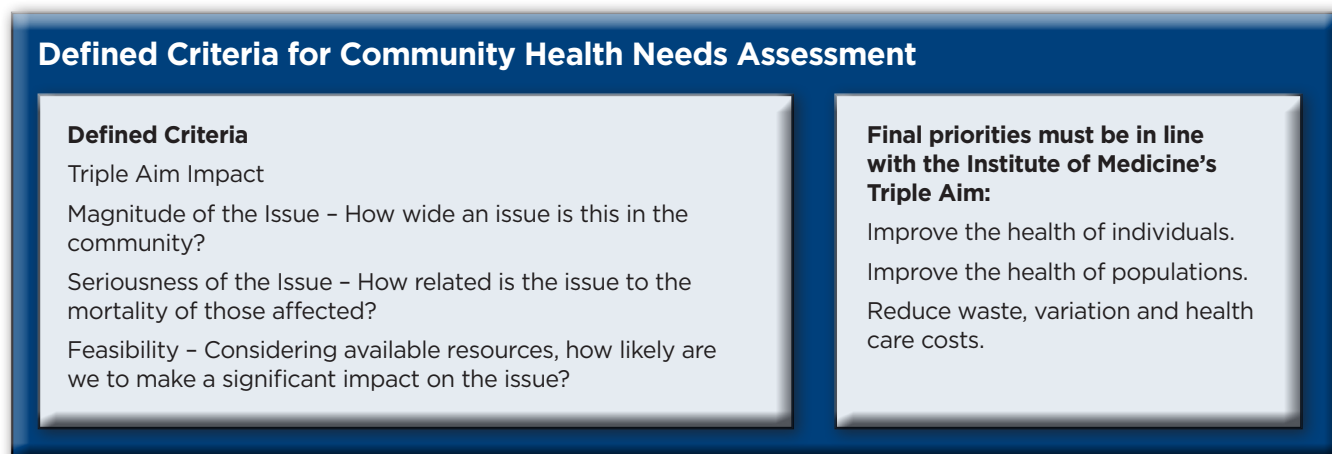 Defined Criteria for Community Health Needs Assessment
Defined Criteria
Triple Aim Impact
Magnitude of the Issue – How wide an issue is this in the
community?
Seriousness of the Issue – How related is the issue to the
mortality of those affected?
Feasibility – Considering available resources, how likely are
we to make a significant impact on the issue?
Final priorities must be in line
with the Institute of Medicine’s
Triple Aim:
Improve the health of individuals.
Improve the health of populations.
Reduce waste, variation and health
care costs.